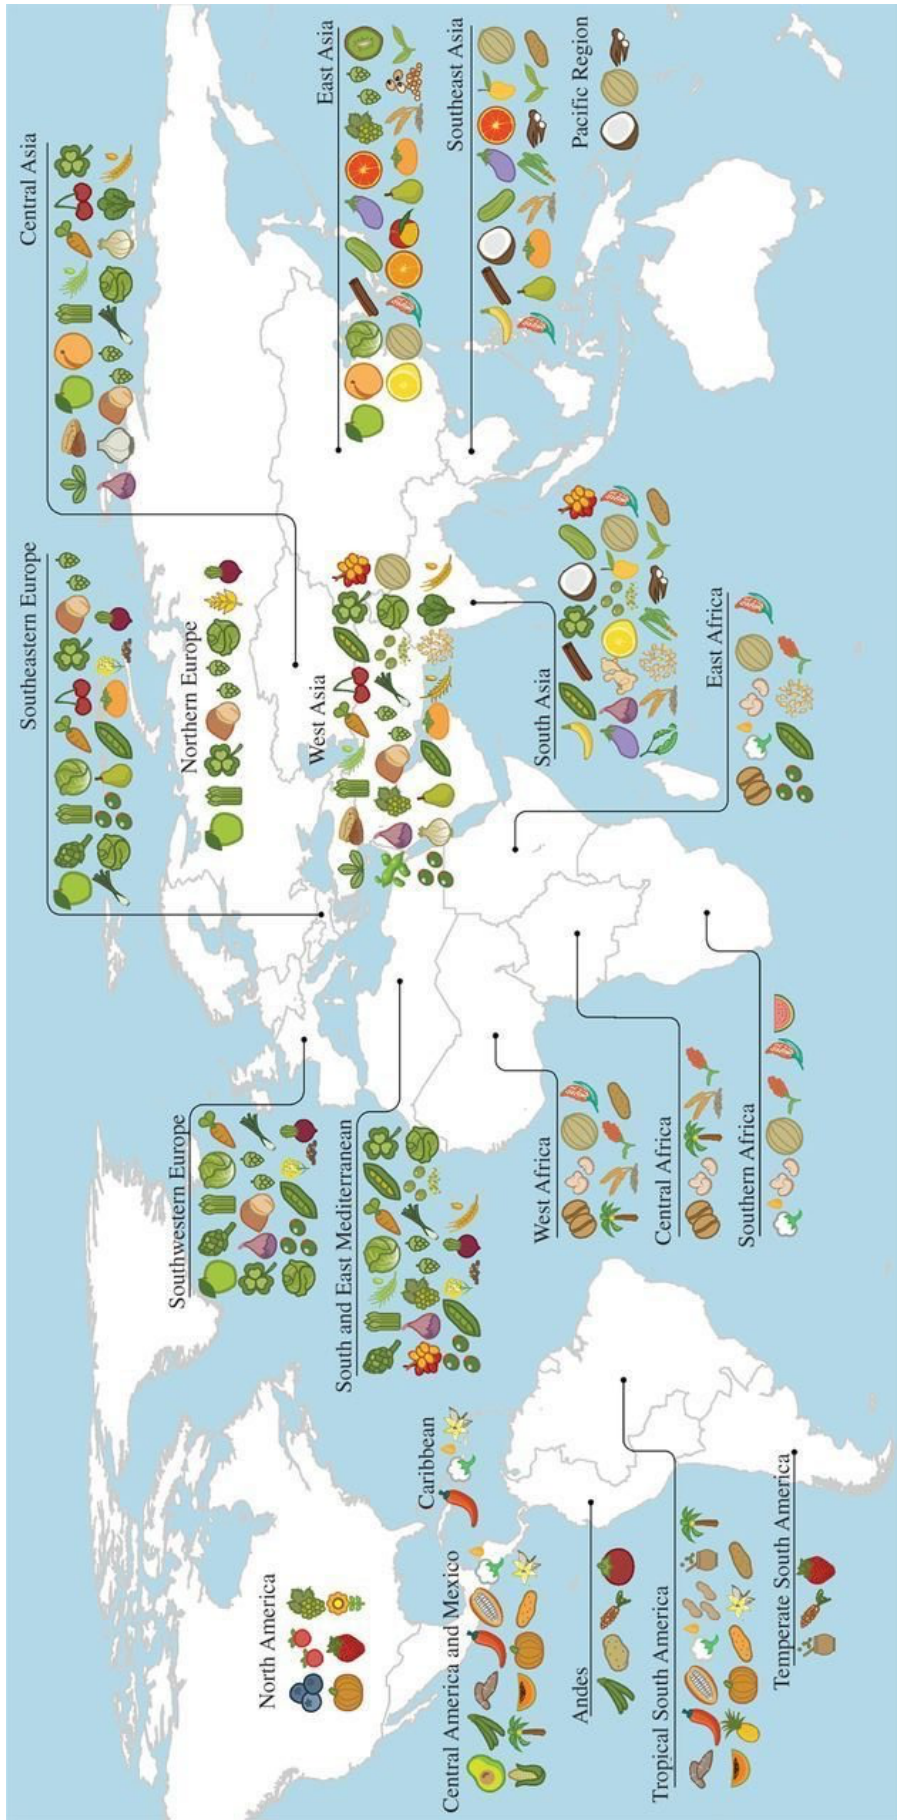 North America
Central America and Mexico
Caribbean
Andes
Tropical South America
Temperate South America
Southwestern Europe
South and East Mediterranean
West Africa
Central Africa
Southern Africa
Southeastern Europe
Northern Europe
West Asia
South Asia
East Africa
Central Asia
East Asia
Southeast Asia
Pacific Region